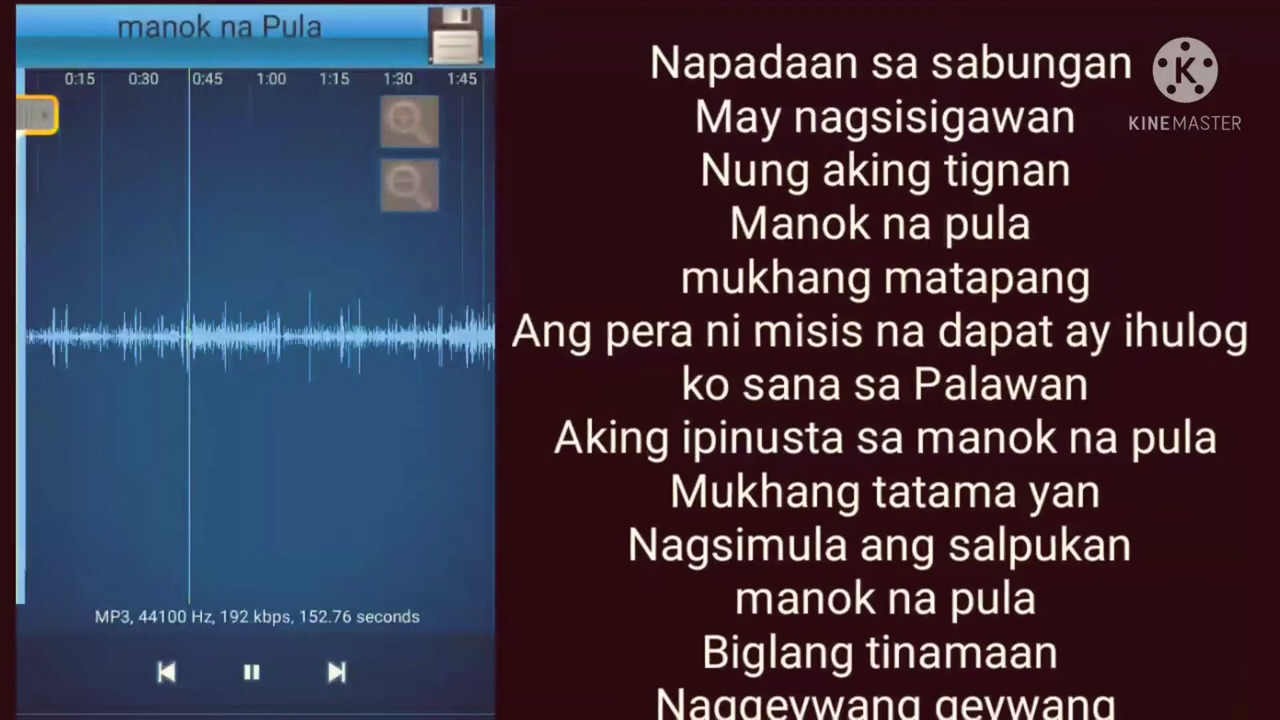 manok na Pula
0:15 0:30 0:45 1:00 1:15 1:30 1:45
MP3, 44100 Hz, 192 kbps, 152.76 seconds
Napadaan sa sabungan
May nagsisigawan
Nung aking tignan
Manok na pula
mukhang matapang
Ang pera ni misis na dapat ay ihulog
ko sana sa Palawan
Aking ipinusta sa manok na pula
Mukhang tatama yan
Nagsimula ang salpukan
manok na pula
Biglang tinamaan
Naggeywang geywang
K
KINEMASTER